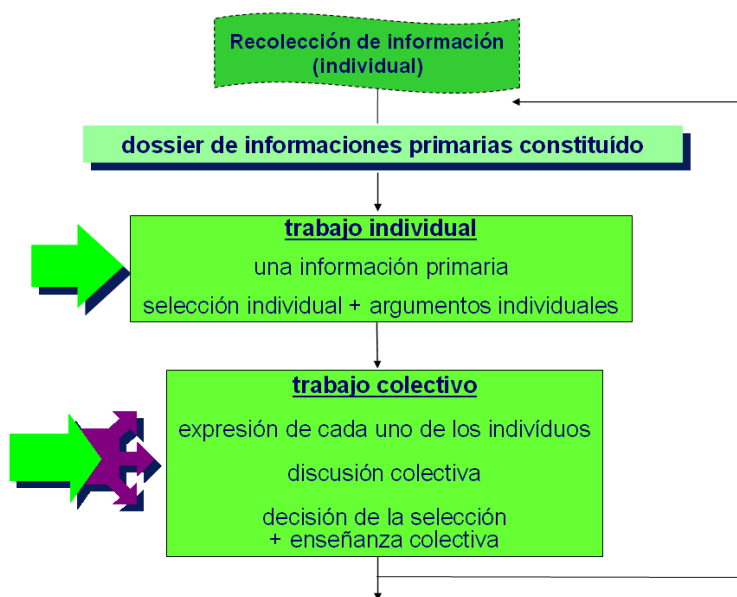 Recolección de información
(individual)
dossier de informaciones primarias constituído
trabajo individual
una información primaria
selección individual + argumentos individuales
trabajo colectivo
expresión de cada uno de los indivíduos
discusión colectiva
decisión de la selección
+ enseñanza colectiva